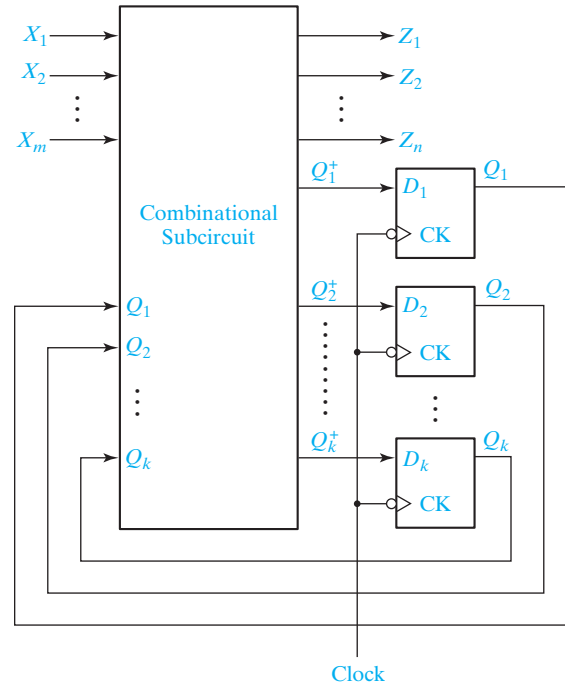 X₁
Z₁
X₂
Z₂
Xₘ
Zₙ
Q₁⁺
D₁
Q₁
CK
Combinational
Subcircuit
Q₁
Q₂⁺
D₂
Q₂
Q₂
CK
Qₖ
Qₖ⁺
Dₖ
Qₖ
CK
Clock